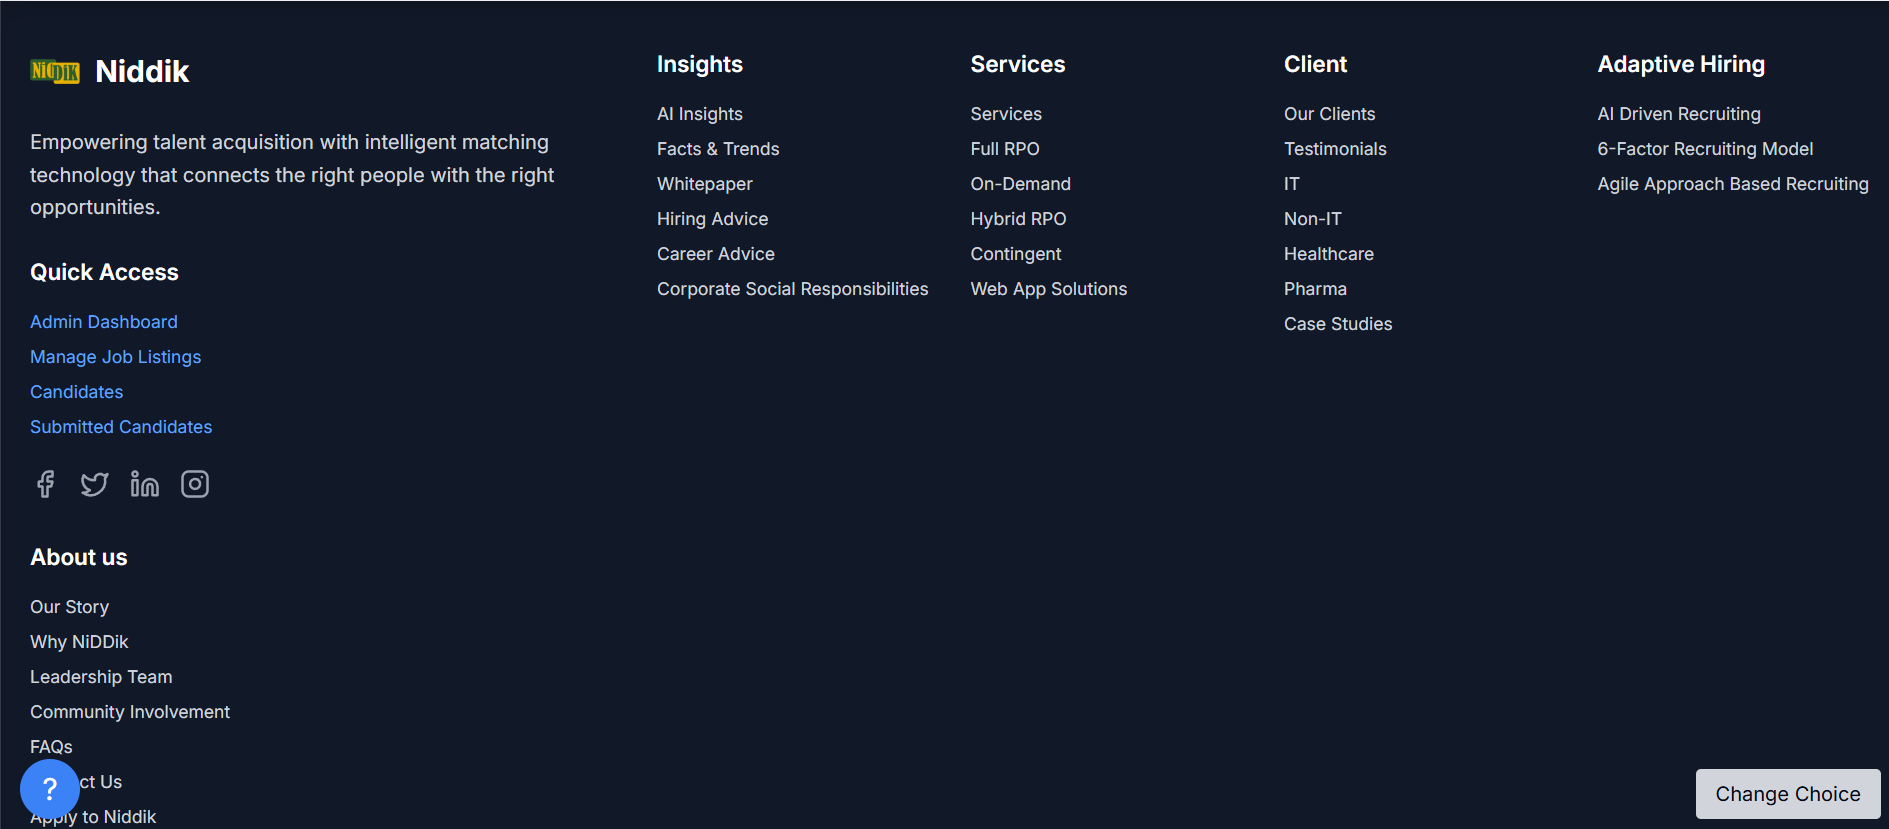 NiDDiK
Niddik
Empowering talent acquisition with intelligent matching
technology that connects the right people with the right
opportunities.
Quick Access
Admin Dashboard
Manage Job Listings
Candidates
Submitted Candidates
About us
Our Story
Why NiDDik
Leadership Team
Community Involvement
FAQs
Us
?
to Niddik
Insights
AI Insights
Facts & Trends
Whitepaper
Hiring Advice
Career Advice
Corporate Social Responsibilities
Services
Services
Full RPO
On-Demand
Hybrid RPO
Contingent
Web App Solutions
Client
Our Clients
Testimonials
IT
Non-IT
Healthcare
Pharma
Case Studies
Adaptive Hiring
AI Driven Recruiting
6-Factor Recruiting Model
Agile Approach Based Recruiting
Change Choice